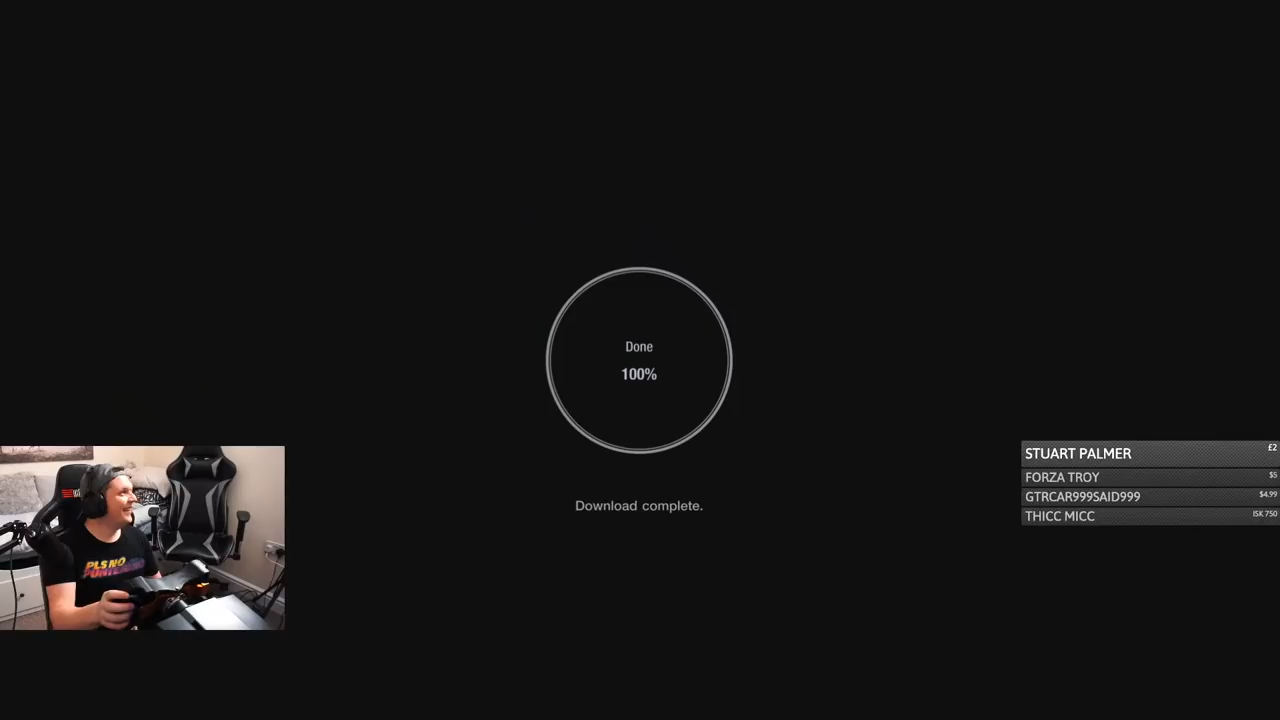 Done
100%
Download complete.
STUART PALMER £2
FORZA TROY $5
GTRCAR999SAID999 $4.99
THICC MICC ISK 750
PLS NO